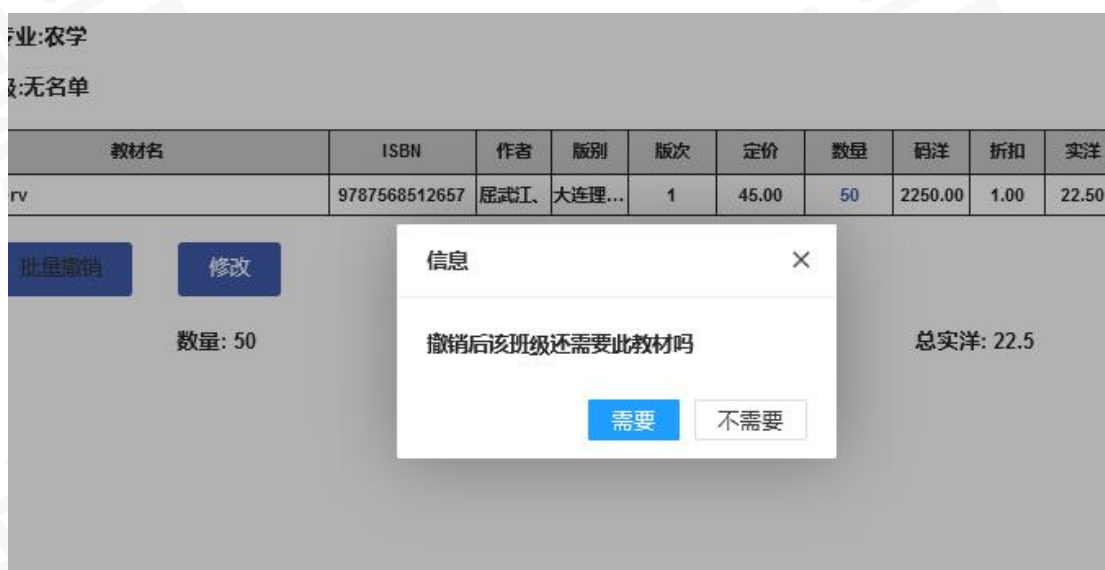 专业:农学
级:无名单
教材名 ISBN 作者 版别 版次 定价 数量 码洋 折扣 实洋
rv 9787568512657 屈武江、 大连理... 1 45.00 50 2250.00 1.00 22.50
批量撤销 修改
信息 ×
数量: 50
撤销后该班级还需要此教材吗
总实洋: 22.5
需要 不需要